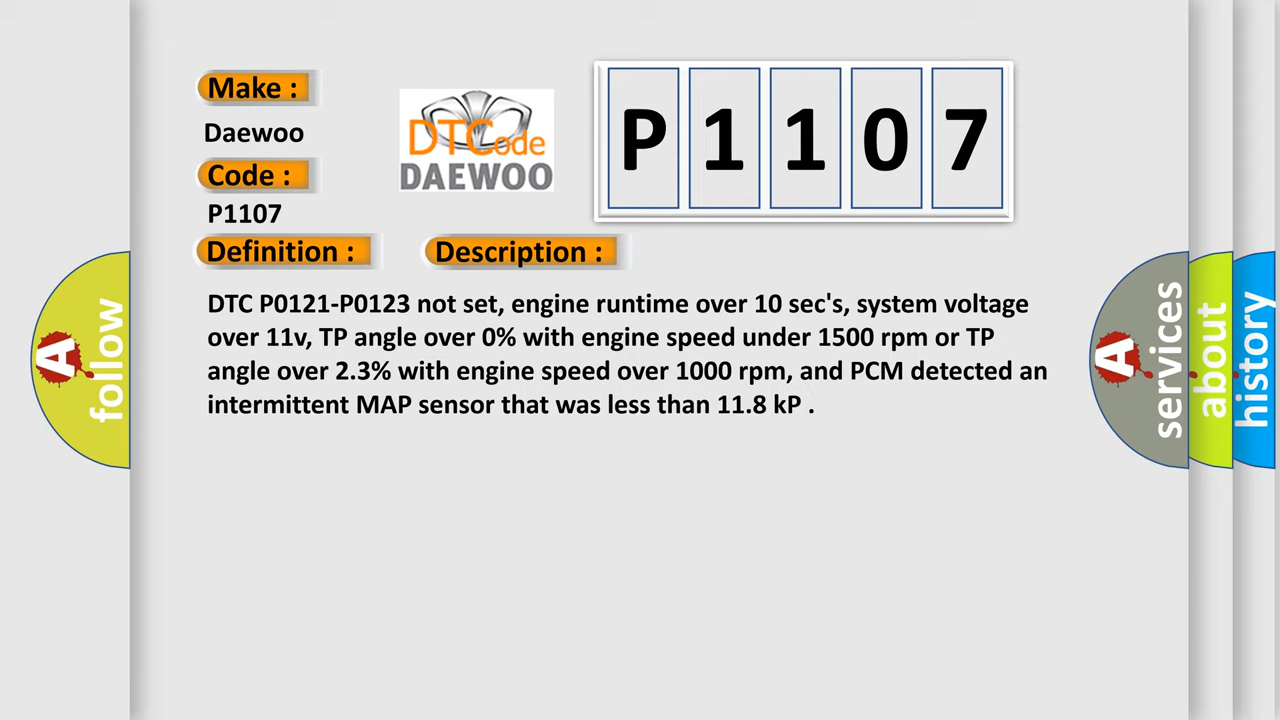 Make :
Daewoo
Code :
P1107
Definition :
Description :
DTCode
DAEWOO
P 1 1 0 7
DTC P0121-P0123 not set, engine runtime over 10 sec's, system voltage
over 11v, TP angle over 0% with engine speed under 1500 rpm or TP
angle over 2.3% with engine speed over 1000 rpm, and PCM detected an
intermittent MAP sensor that was less than 11.8 kP .
A
follow
A
services
about
history